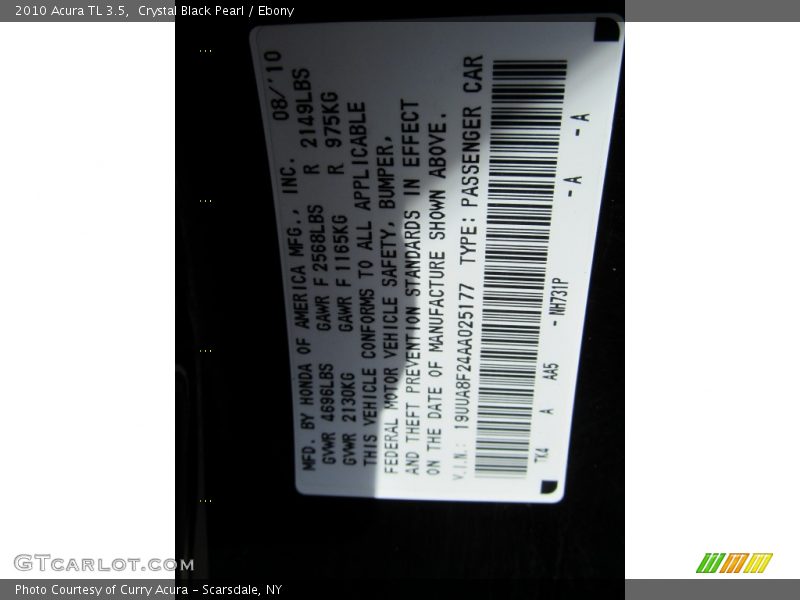 2010 Acura TL 3.5,  Crystal Black Pearl / Ebony
MFD. BY HONDA OF AMERICA MFG., INC. 08/'10
GVWR 4696LBS GAWR F 2568LBS R 2149LBS
GVWR 2130KG GAWR F 1165KG R 975KG
THIS VEHICLE CONFORMS TO ALL APPLICABLE
FEDERAL MOTOR VEHICLE SAFETY, BUMPER,
AND THEFT PREVENTION STANDARDS IN EFFECT
ON THE DATE OF MANUFACTURE SHOWN ABOVE.
V.I.N.: 19UUA8F24AA025177 TYPE: PASSENGER CAR
TK4 A AA5 - NH731P - A - A
GTCARLOT.COM
Photo Courtesy of Curry Acura – Scarsdale, NY